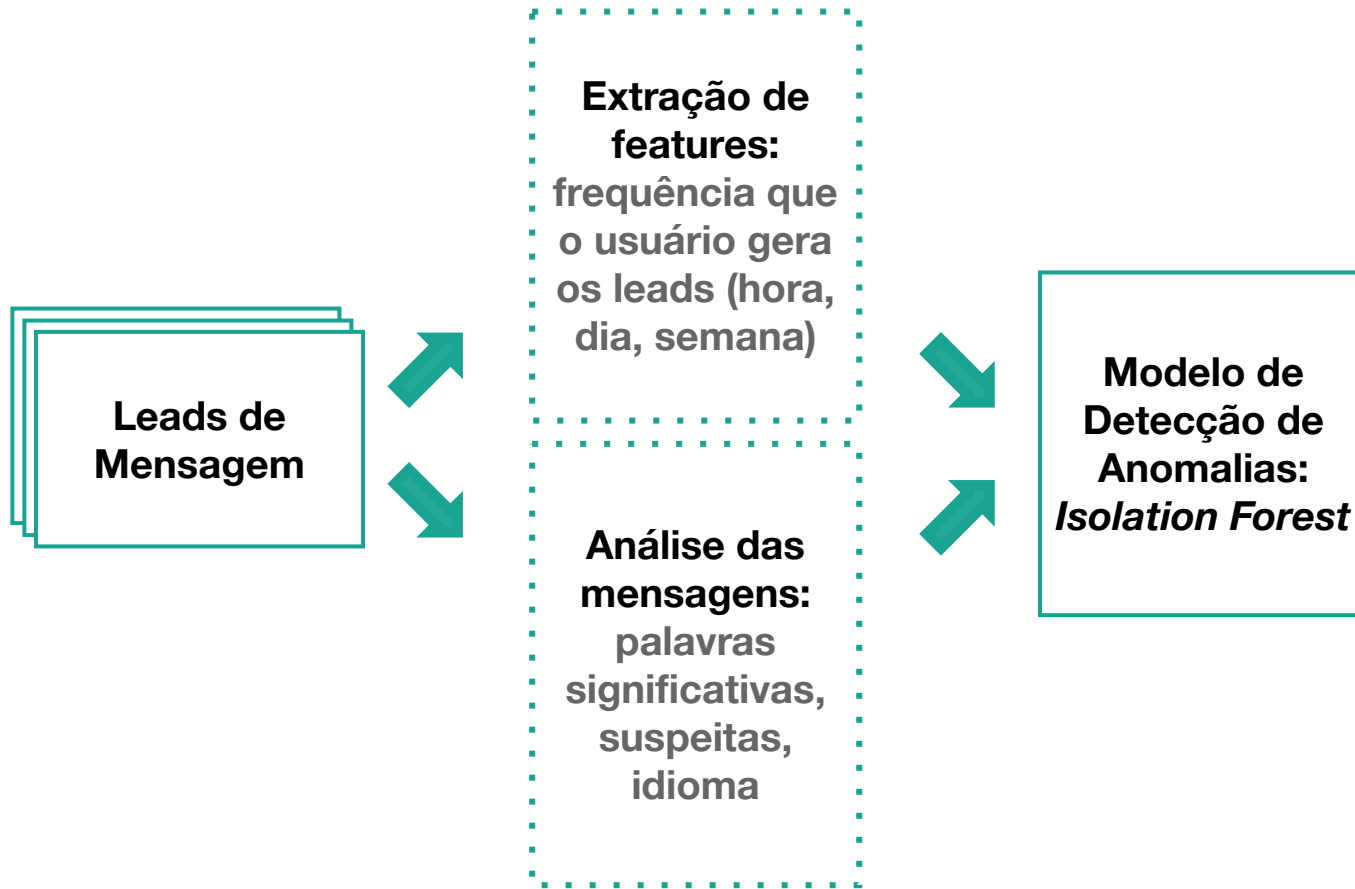 Leads de
Mensagem
Extração de
features:
frequência que
o usuário gera
os leads (hora,
dia, semana)
Análise das
mensagens:
palavras
significativas,
suspeitas,
idioma
Modelo de
Detecção de
Anomalias:
Isolation Forest